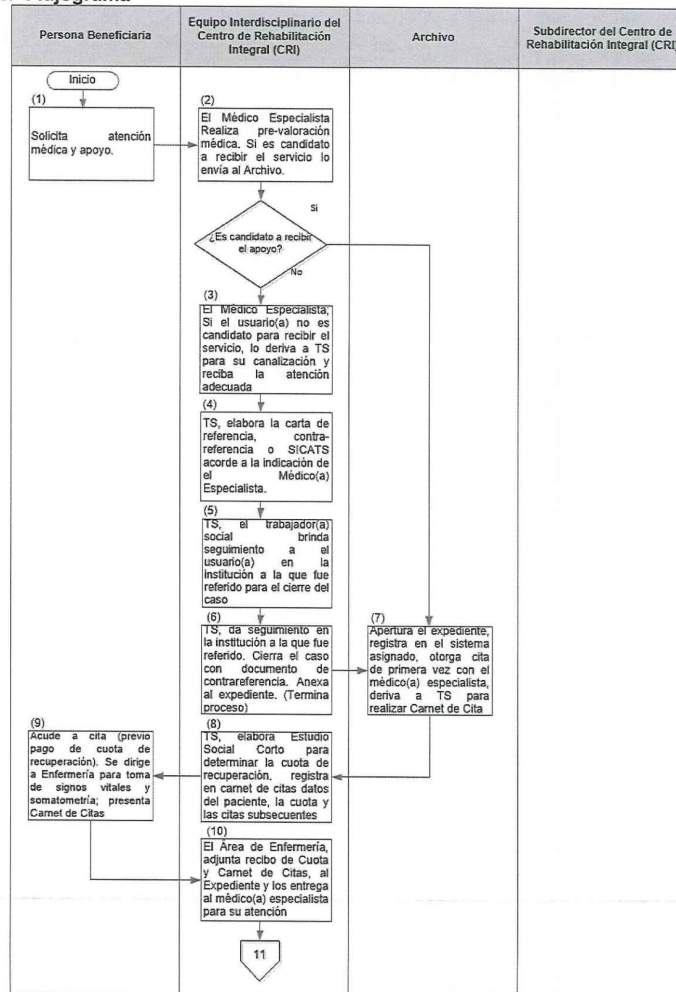 Flujograma
Persona Beneficiaria
Equipo Interdisciplinario del
Centro de Rehabilitación
Integral (CRI)
Archivo
Subdirector del Centro de
Rehabilitación Integral (CRI)
Inicio
(1)
Solicita atención
médica y apoyo.
(2)
El Médico Especialista
Realiza pre-valoración
médica. Si es candidato
a recibir el servicio lo
envía al Archivo.
Si
¿Es candidato a recibir
el apoyo?
No
(3)
El Médico Especialista;
Si el usuario(a) no es
candidato para recibir el
servicio, lo deriva a TS
para su canalización y
reciba la atención
adecuada
(4)
TS, elabora la carta de
referencia, contra-
referencia o SICATS
acorde a la indicación de
el Médico(a)
Especialista.
(5)
TS, el trabajador(a)
social brinda
seguimiento a el
usuario(a) en la
institución a la que fue
referido para el cierre del
caso
(6)
TS, da seguimiento en
la institución a la que fue
referido. Cierra el caso
con documento de
contrareferencia. Anexa
al expediente. (Termina
proceso)
(7)
Apertura el expediente,
registra en el sistema
asignado, otorga cita
de primera vez con el
médico(a) especialista,
deriva a TS para
realizar Carnet de Cita
(8)
TS, elabora Estudio
Social Corto para
determinar la cuota de
recuperación, registra
en carnet de citas datos
del paciente, la cuota y
las citas subsecuentes
(9)
Acude a cita (previo
pago de cuota de
recuperación). Se dirige
a Enfermería para toma
de signos vitales y
somatometría; presenta
Carnet de Citas
(10)
El Área de Enfermería,
adjunta recibo de Cuota
y Carnet de Citas, al
Expediente y los entrega
al médico(a) especialista
para su atención
11